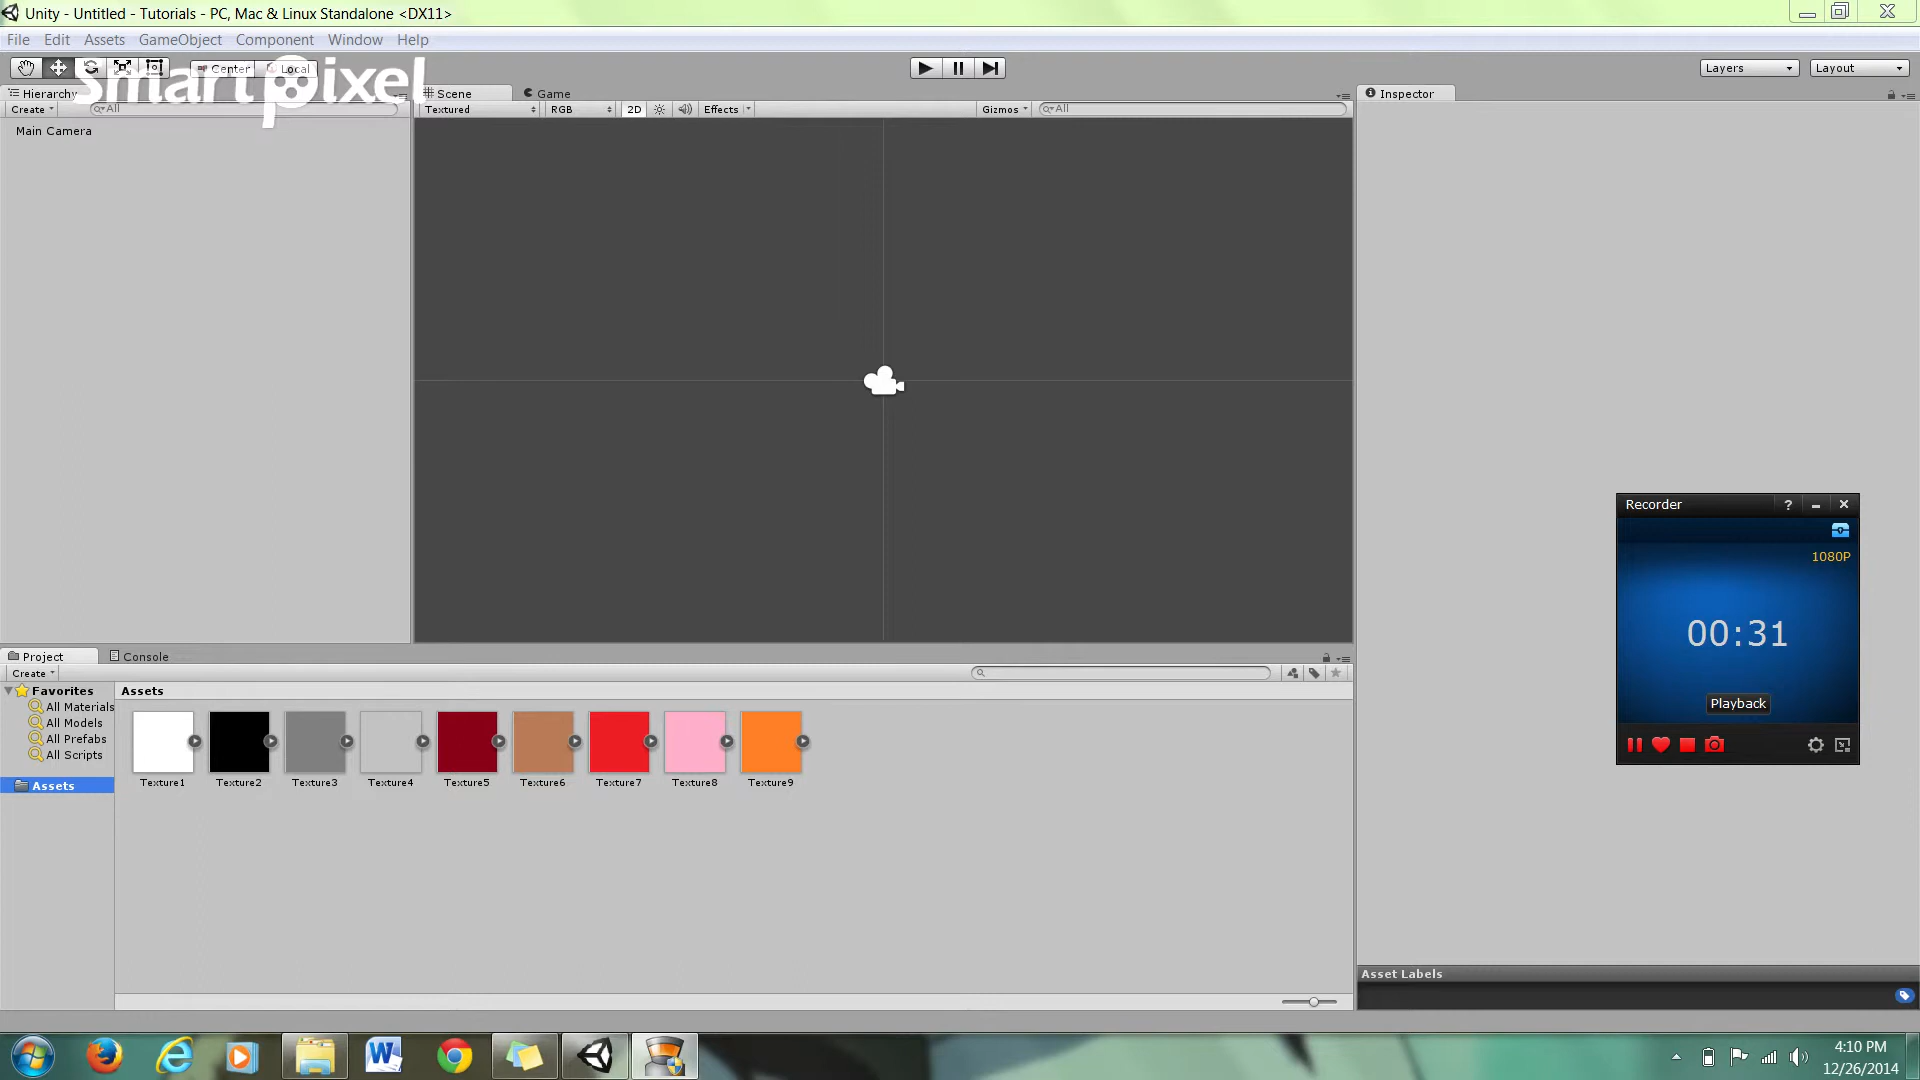 Unity - Untitled - Tutorials - PC, Mac & Linux Standalone <DX11>
File Edit Assets GameObject Component Window Help
Center Local
Layers Layout
smartpixel
Hierarchy
Scene Game
Inspector
Create All
Textured RGB 2D Effects Gizmos All
Main Camera
Recorder ?
1080P
00:31
Playback
Project Console
Create
Favorites
All Materials
All Models
All Prefabs
All Scripts
Assets
Assets
Texture1 Texture2 Texture3 Texture4 Texture5 Texture6 Texture7 Texture8 Texture9
Asset Labels
4:10 PM
12/26/2014